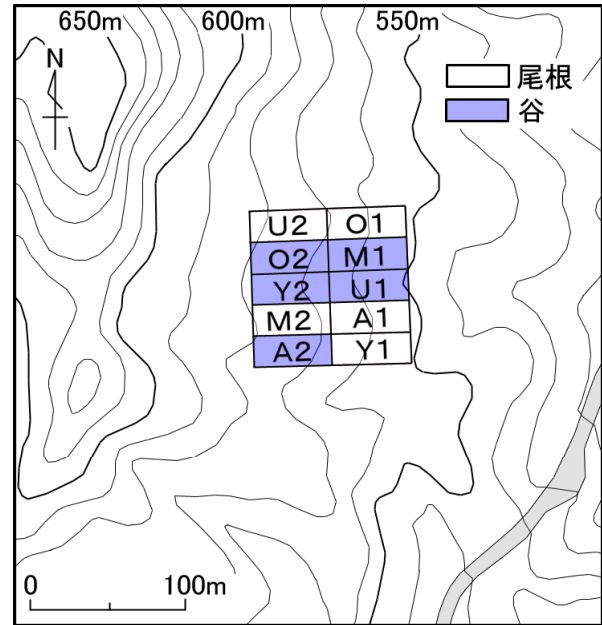 650m 600m 550m
N
尾根
谷
U2 O1
O2 M1
Y2 U1
M2 A1
A2 Y1
0 100m